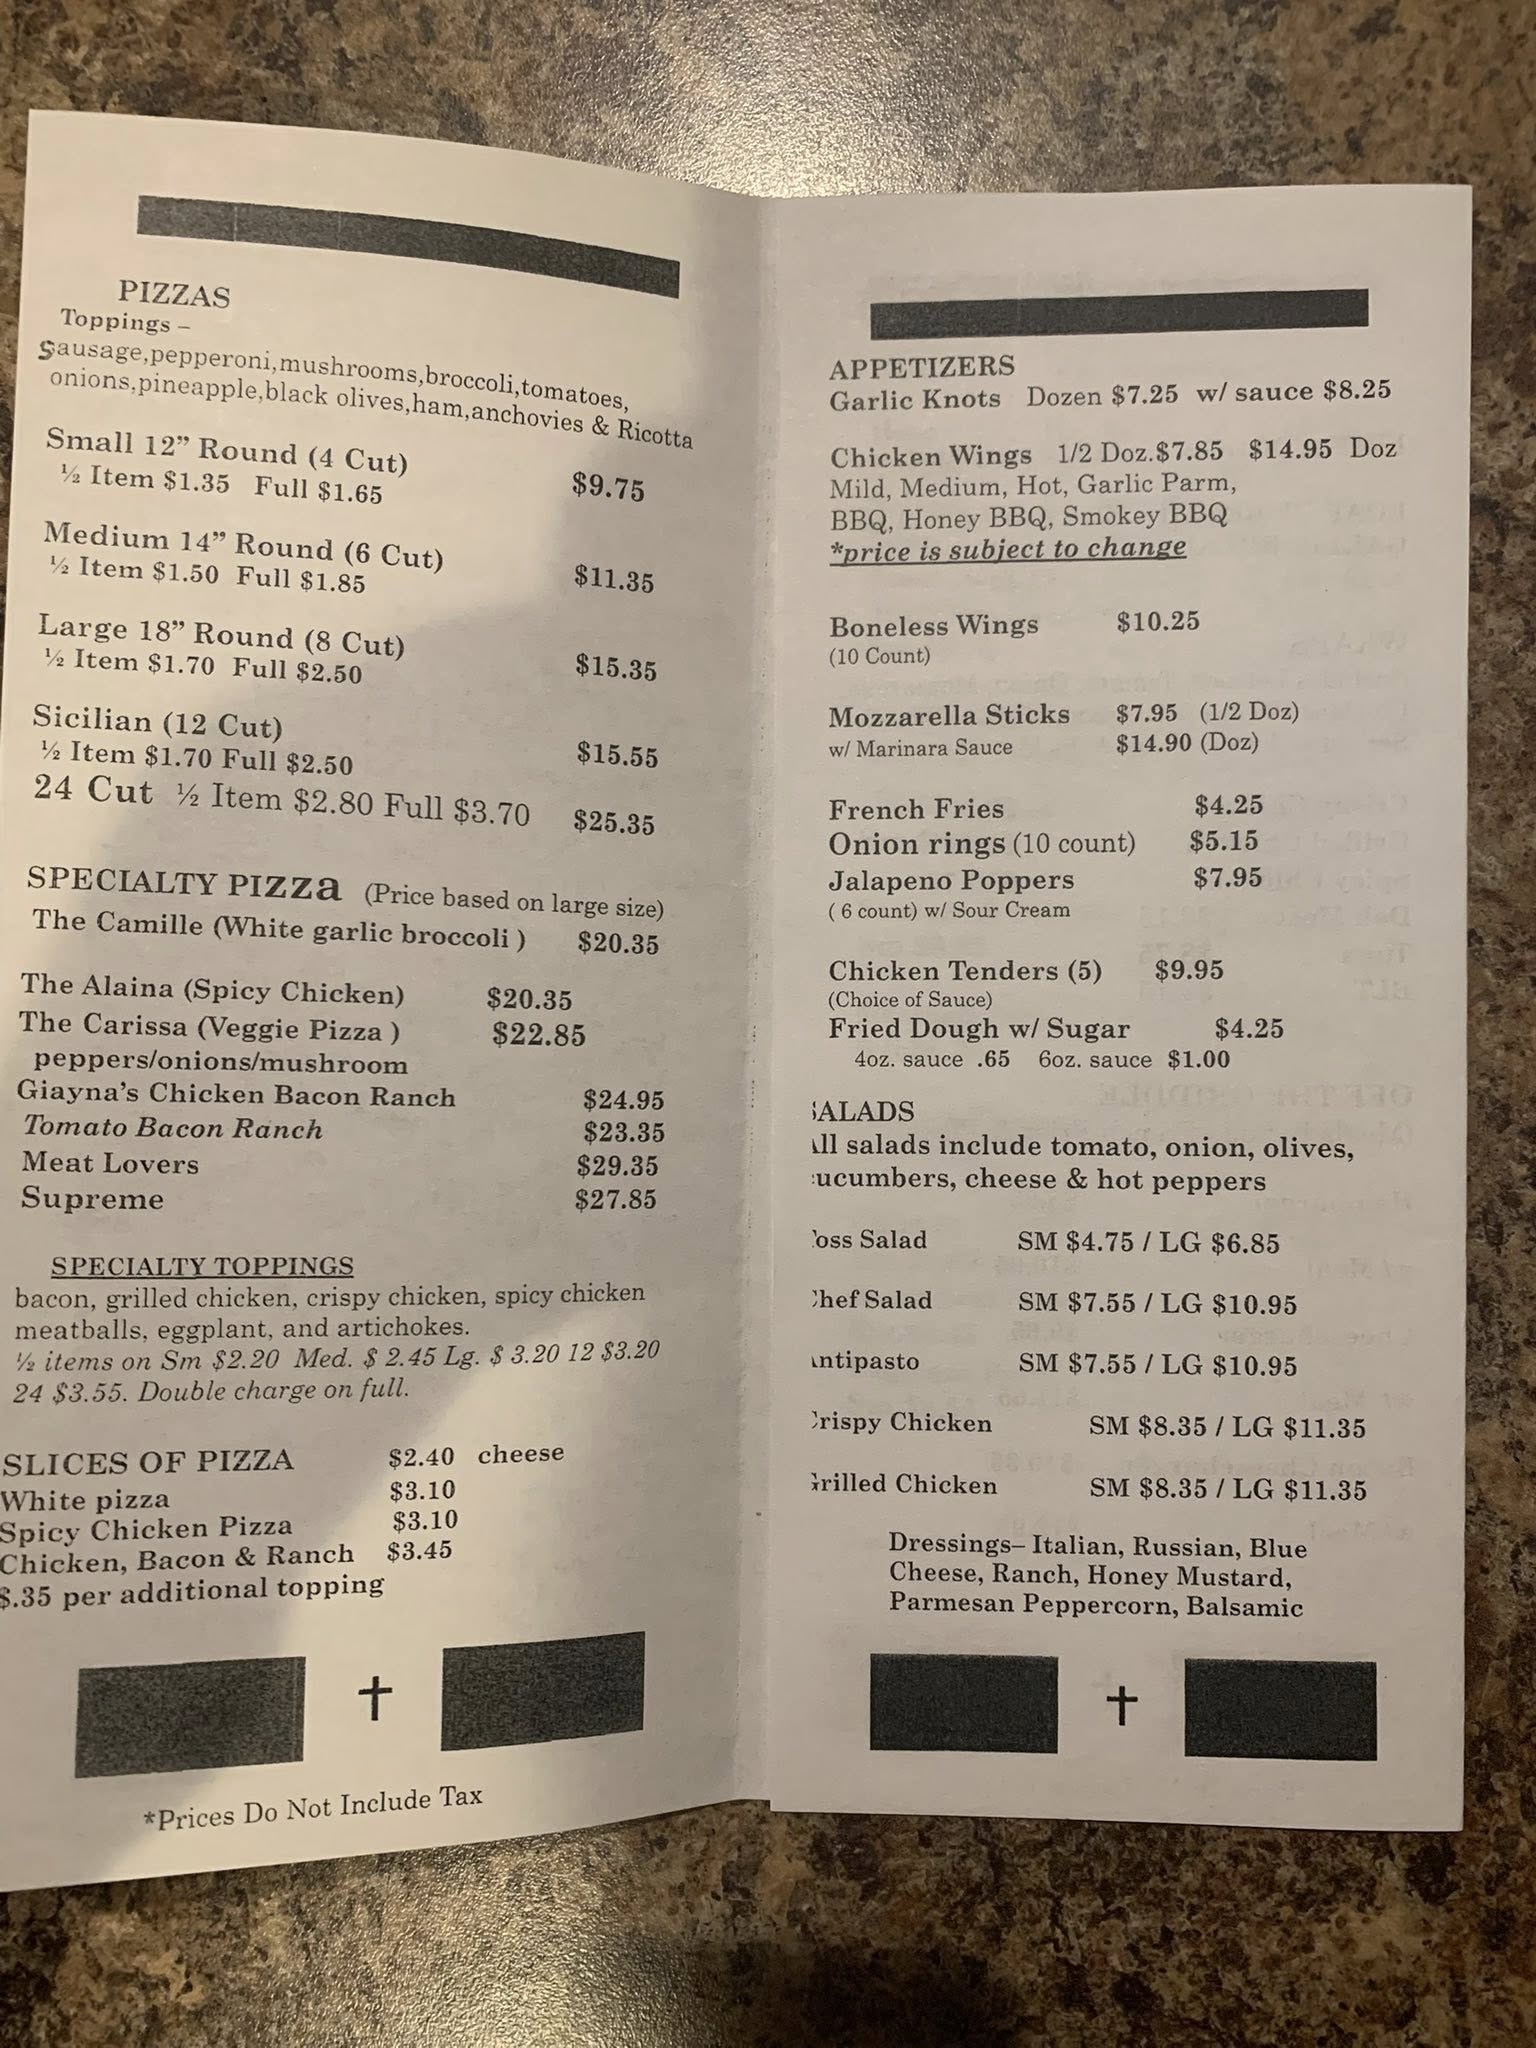 PIZZAS
Toppings –
Sausage,pepperoni,mushrooms,broccoli,tomatoes,
onions,pineapple,black olives,ham,anchovies & Ricotta
Small 12” Round (4 Cut)
½ Item $1.35 Full $1.65 $9.75
Medium 14” Round (6 Cut)
½ Item $1.50 Full $1.85 $11.35
Large 18” Round (8 Cut)
½ Item $1.70 Full $2.50 $15.35
Sicilian (12 Cut)
½ Item $1.70 Full $2.50 $15.55
24 Cut ½ Item $2.80 Full $3.70 $25.35
SPECIALTY PIZZa (Price based on large size)
The Camille (White garlic broccoli ) $20.35
The Alaina (Spicy Chicken) $20.35
The Carissa (Veggie Pizza ) $22.85
peppers/onions/mushroom
Giayna’s Chicken Bacon Ranch $24.95
Tomato Bacon Ranch $23.35
Meat Lovers $29.35
Supreme $27.85
SPECIALTY TOPPINGS
bacon, grilled chicken, crispy chicken, spicy chicken
meatballs, eggplant, and artichokes.
½ items on Sm $2.20 Med. $ 2.45 Lg. $ 3.20 12 $3.20
24 $3.55. Double charge on full.
SLICES OF PIZZA $2.40 cheese
White pizza $3.10
Spicy Chicken Pizza $3.10
Chicken, Bacon & Ranch $3.45
$.35 per additional topping
*Prices Do Not Include Tax
APPETIZERS
Garlic Knots Dozen $7.25 w/ sauce $8.25
Chicken Wings 1/2 Doz.$7.85 $14.95 Doz
Mild, Medium, Hot, Garlic Parm,
BBQ, Honey BBQ, Smokey BBQ
*price is subject to change
Boneless Wings $10.25
(10 Count)
Mozzarella Sticks $7.95 (1/2 Doz)
w/ Marinara Sauce $14.90 (Doz)
French Fries $4.25
Onion rings (10 count) $5.15
Jalapeno Poppers $7.95
( 6 count) w/ Sour Cream
Chicken Tenders (5) $9.95
(Choice of Sauce)
Fried Dough w/ Sugar $4.25
4oz. sauce .65 6oz. sauce $1.00
SALADS
All salads include tomato, onion, olives,
cucumbers, cheese & hot peppers
Toss Salad SM $4.75 / LG $6.85
Chef Salad SM $7.55 / LG $10.95
Antipasto SM $7.55 / LG $10.95
Crispy Chicken SM $8.35 / LG $11.35
Grilled Chicken SM $8.35 / LG $11.35
Dressings– Italian, Russian, Blue
Cheese, Ranch, Honey Mustard,
Parmesan Peppercorn, Balsamic